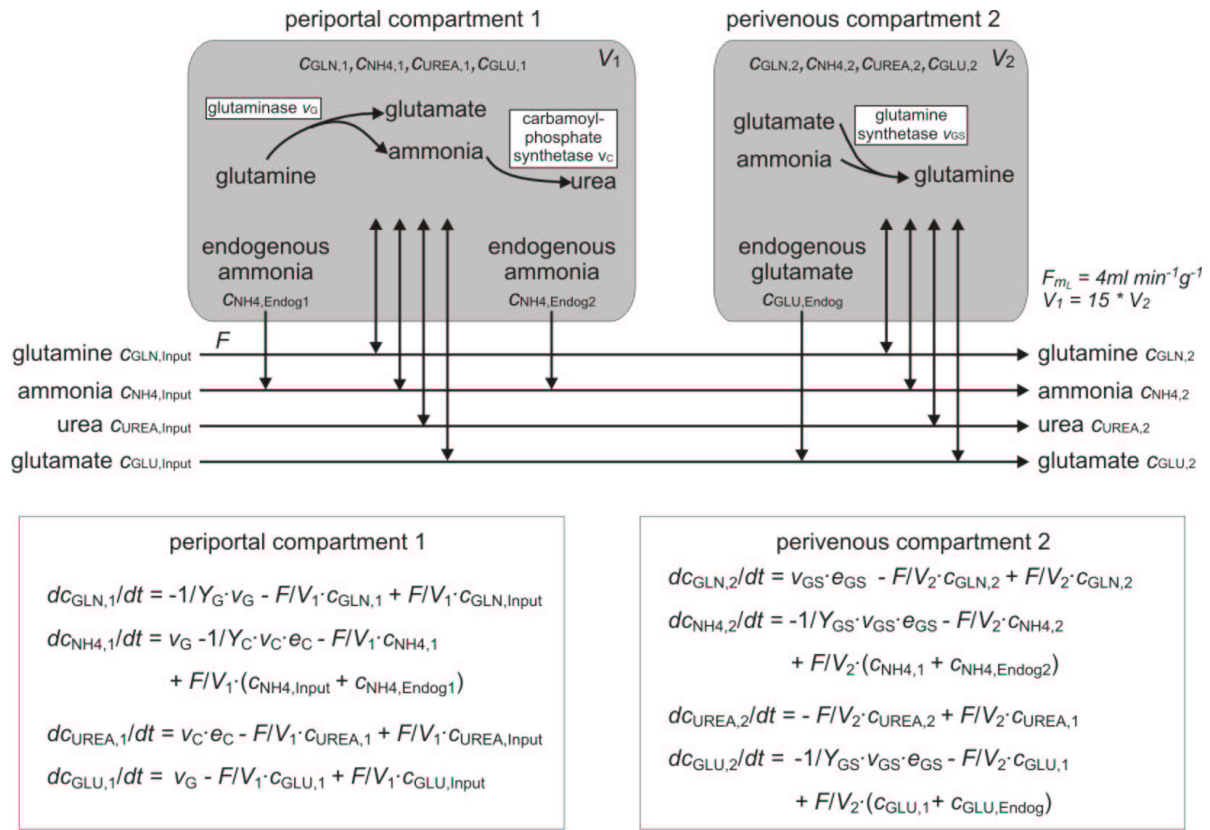 periportal compartment 1
perivenous compartment 2
cGLN,1, cNH4,1, cUREA,1, cGLU,1 V1
cGLN,2, cNH4,2, cUREA,2, cGLU,2 V2
glutaminase vG
glutamate
ammonia
glutamine
carbamoyl-
phosphate
synthetase vC
urea
glutamate
ammonia
glutamine
synthetase vGS
glutamine
endogenous
ammonia
cNH4,Endog1
endogenous
ammonia
cNH4,Endog2
endogenous
glutamate
cGLU,Endog
FmL = 4ml min-1g-1
V1 = 15 * V2
F
glutamine cGLN,Input
glutamine cGLN,2
ammonia cNH4,Input
ammonia cNH4,2
urea cUREA,Input
urea cUREA,2
glutamate cGLU,Input
glutamate cGLU,2
periportal compartment 1
dcGLN,1/dt = -1/YG·vG - F/V1·cGLN,1 + F/V1·cGLN,Input
dcNH4,1/dt = vG -1/YC·vC·eC - F/V1·cNH4,1
+ F/V1·(cNH4,Input + cNH4,Endog1)
dcUREA,1/dt = vC·eC - F/V1·cUREA,1 + F/V1·cUREA,Input
dcGLU,1/dt = vG - F/V1·cGLU,1 + F/V1·cGLU,Input
perivenous compartment 2
dcGLN,2/dt = vGS·eGS - F/V2·cGLN,2 + F/V2·cGLN,2
dcNH4,2/dt = -1/YGS·vGS·eGS - F/V2·cNH4,2
+ F/V2·(cNH4,1 + cNH4,Endog2)
dcUREA,2/dt = - F/V2·cUREA,2 + F/V2·cUREA,1
dcGLU,2/dt = -1/YGS·vGS·eGS - F/V2·cGLU,1
+ F/V2·(cGLU,1+ cGLU,Endog)